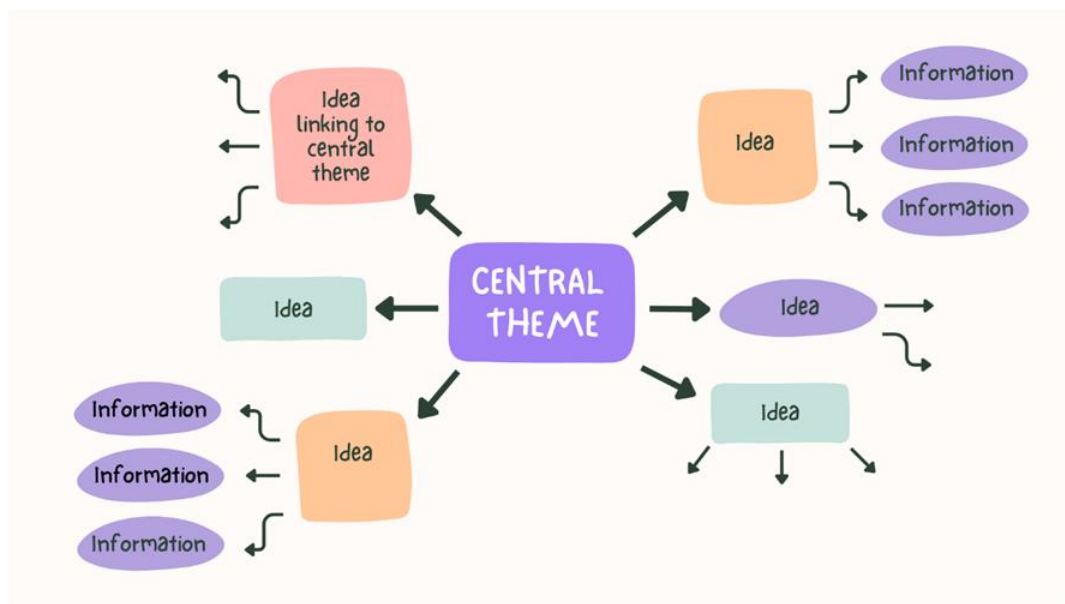 Idea
linking to
central
theme
Idea
Information
Information
Information
CENTRAL
THEME
Idea
Idea
Idea
Idea
Information
Information
Information